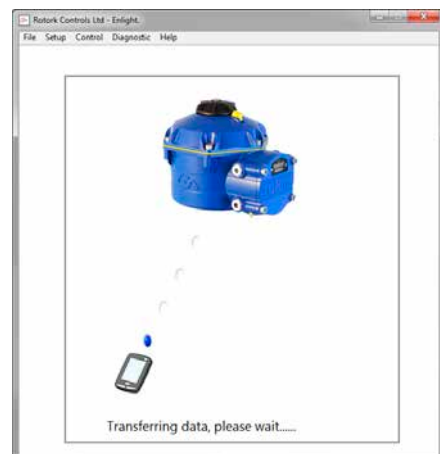 Rotork Controls Ltd - Enlight.
File Setup Control Diagnostic Help
Transferring data, please wait......